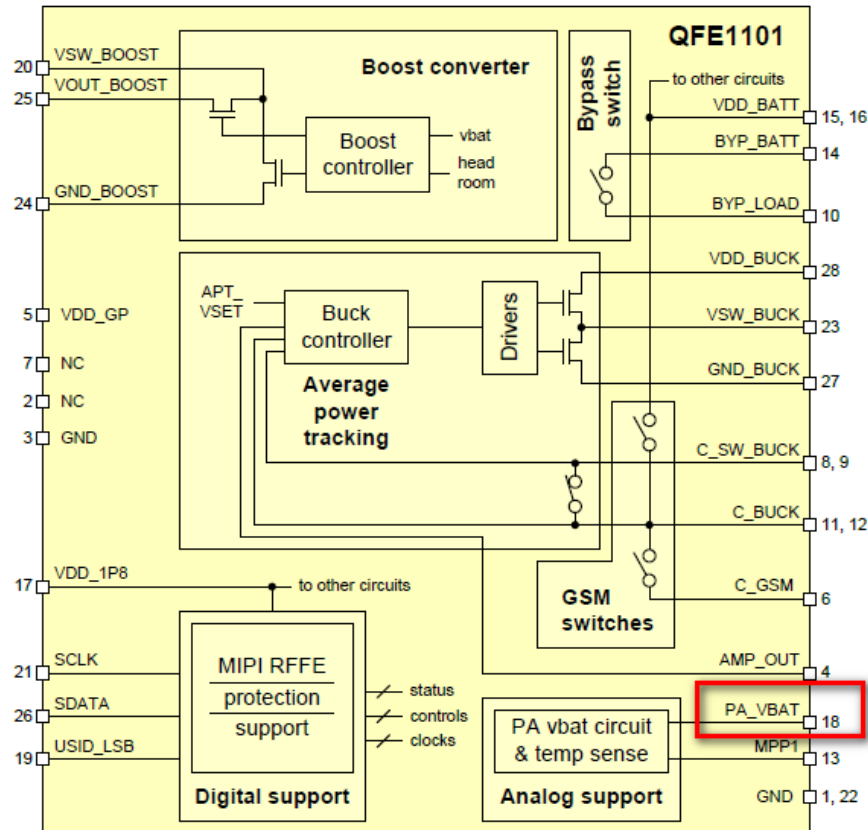 QFE1101
20 VSW_BOOST
25 VOUT_BOOST
24 GND_BOOST
Boost converter
Boost
controller
vbat
head
room
Bypass
switch
to other circuits
VDD_BATT 15, 16
BYP_BATT 14
BYP_LOAD 10
VDD_BUCK 28
VSW_BUCK 23
GND_BUCK 27
C_SW_BUCK 8, 9
C_BUCK 11, 12
C_GSM 6
AMP_OUT 4
PA_VBAT 18
MPP1 13
GND 1, 22
5 VDD_GP
7 NC
2 NC
3 GND
APT_
VSET
Buck
controller
Drivers
Average
power
tracking
GSM
switches
17 VDD_1P8
to other circuits
21 SCLK
26 SDATA
19 USID_LSB
MIPI RFFE
protection
support
status
controls
clocks
Digital support
PA vbat circuit
& temp sense
Analog support